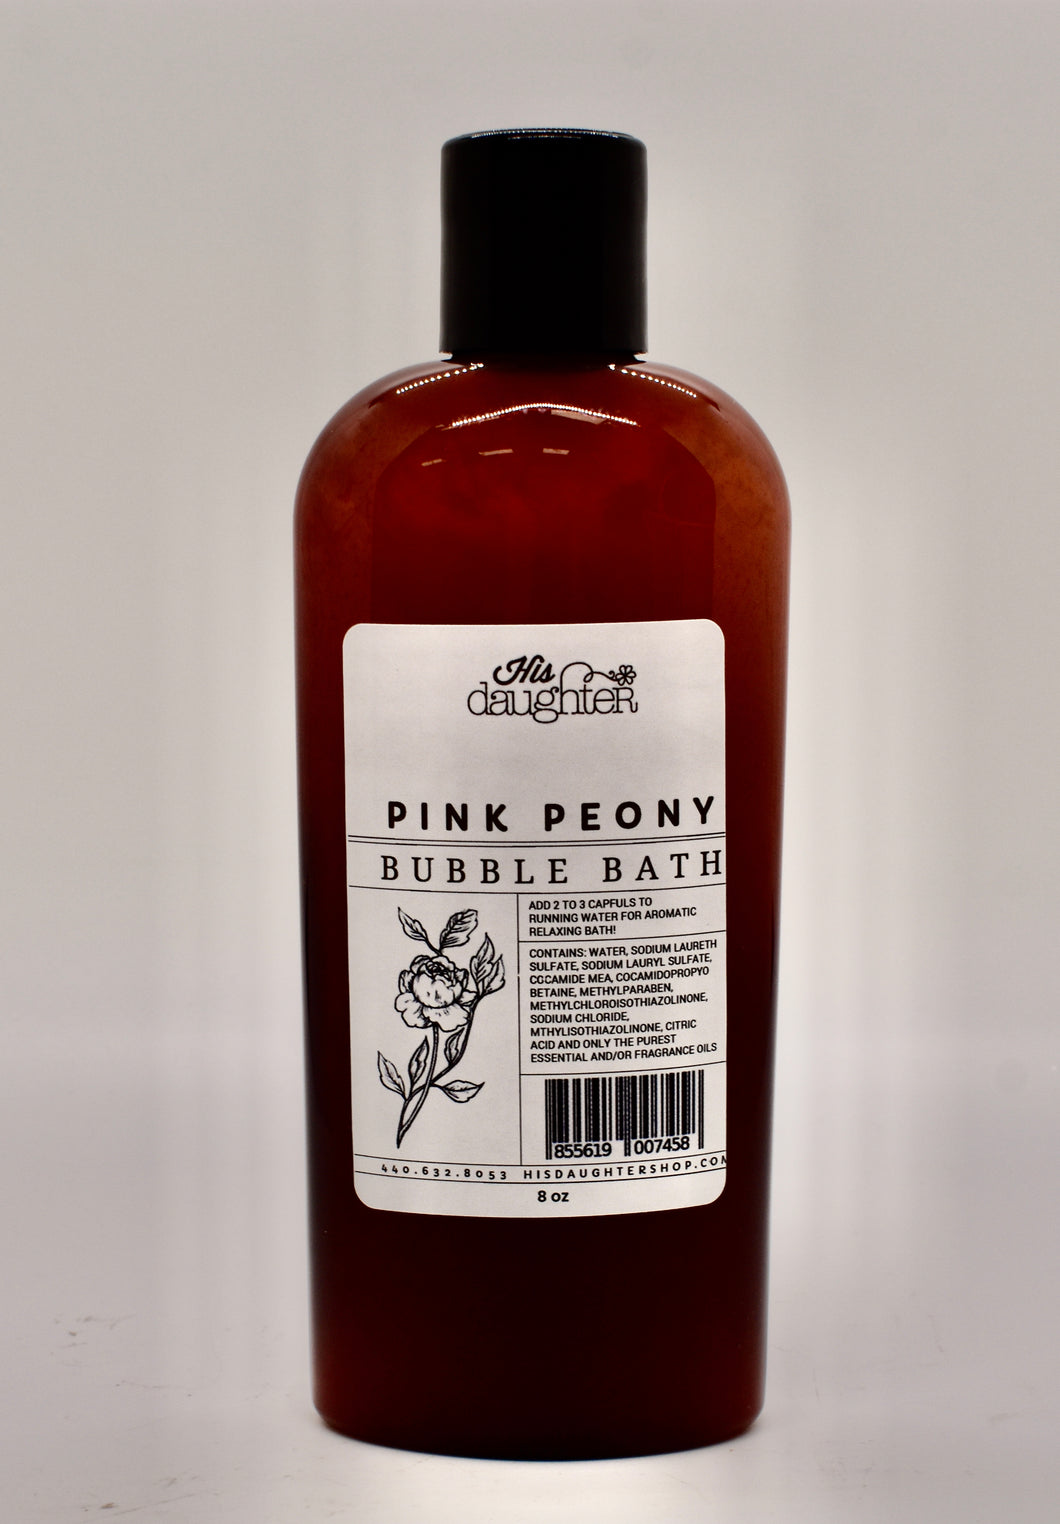 His
daughter
PINK PEONY
BUBBLE BATH
ADD 2 TO 3 CAPFULS TO
RUNNING WATER FOR AROMATIC
RELAXING BATH!
CONTAINS: WATER, SODIUM LAURETH
SULFATE, SODIUM LAURYL SULFATE,
COCAMIDE MEA, COCAMIDOPROPYO
BETAINE, METHYLPARABEN,
METHYLCHLOROISOTHIAZOLINONE,
SODIUM CHLORIDE,
MTHYLISOTHIAZOLINONE, CITRIC
ACID AND ONLY THE PUREST
ESSENTIAL AND/OR FRAGRANCE OILS
855619 007458
440.632.8053 HISDAUGHTERSHOP.COM
8 oz